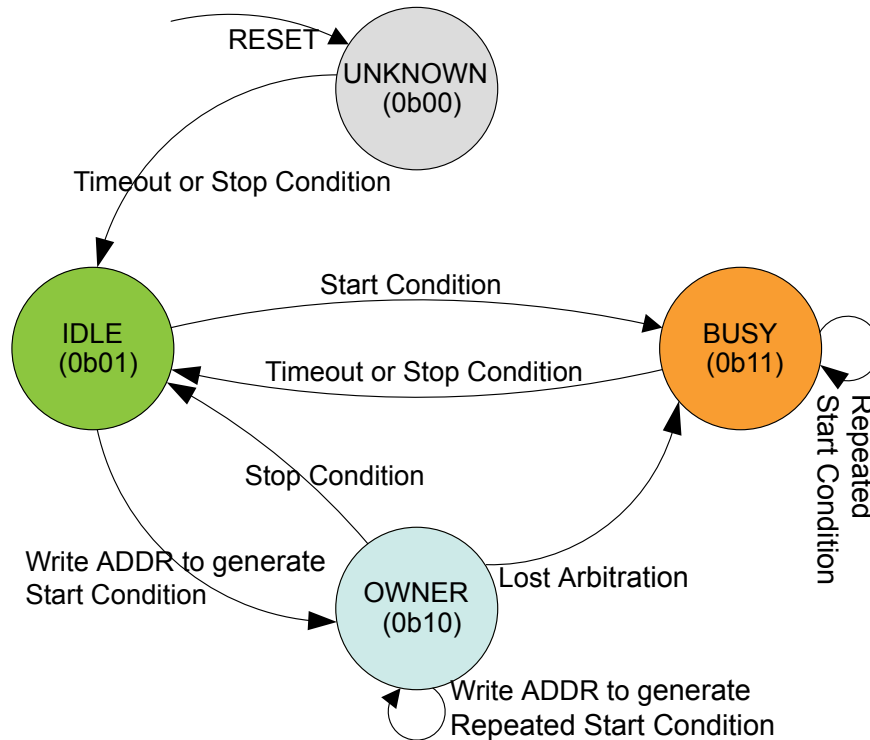 RESET
UNKNOWN
(0b00)
Timeout or Stop Condition
IDLE
(0b01)
Start Condition
BUSY
(0b11)
Timeout or Stop Condition
Repeated
Start Condition
Stop Condition
Write ADDR to generate
Start Condition
OWNER
(0b10)
Lost Arbitration
Write ADDR to generate
Repeated Start Condition